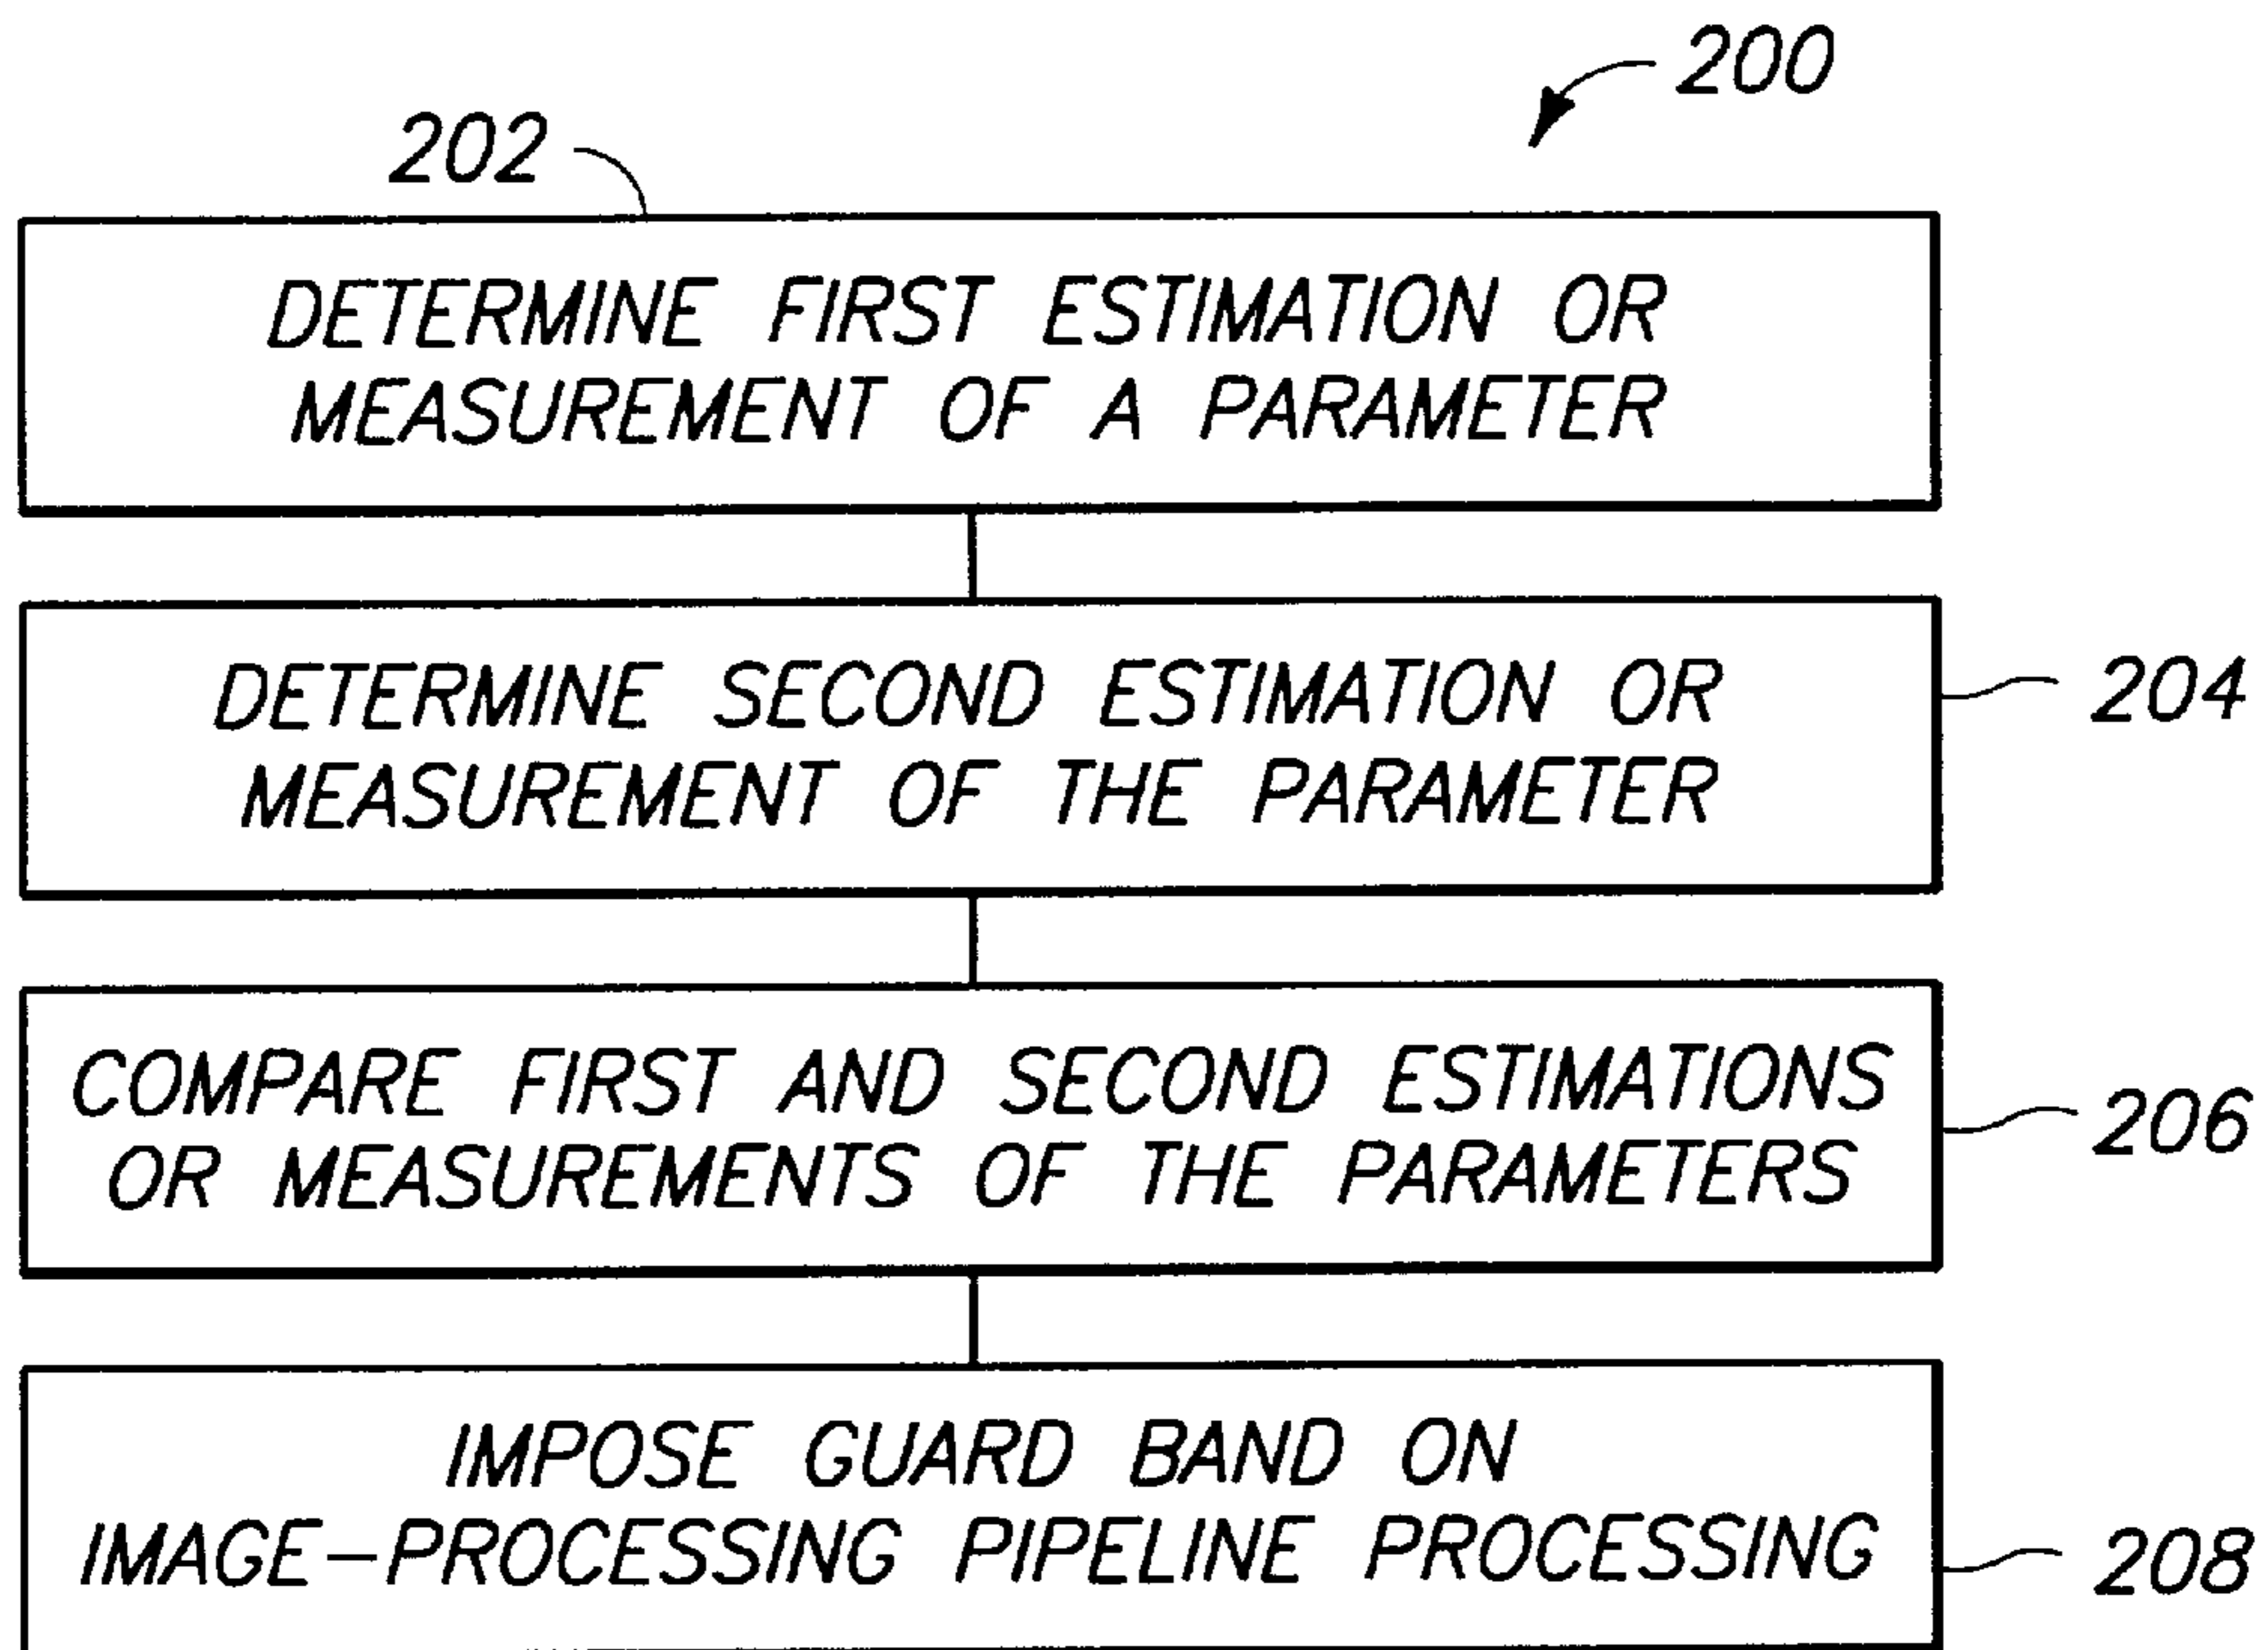 200
202
DETERMINE FIRST ESTIMATION OR
MEASUREMENT OF A PARAMETER
DETERMINE SECOND ESTIMATION OR
MEASUREMENT OF THE PARAMETER
204
COMPARE FIRST AND SECOND ESTIMATIONS
OR MEASUREMENTS OF THE PARAMETERS
206
IMPOSE GUARD BAND ON
IMAGE–PROCESSING PIPELINE PROCESSING
208